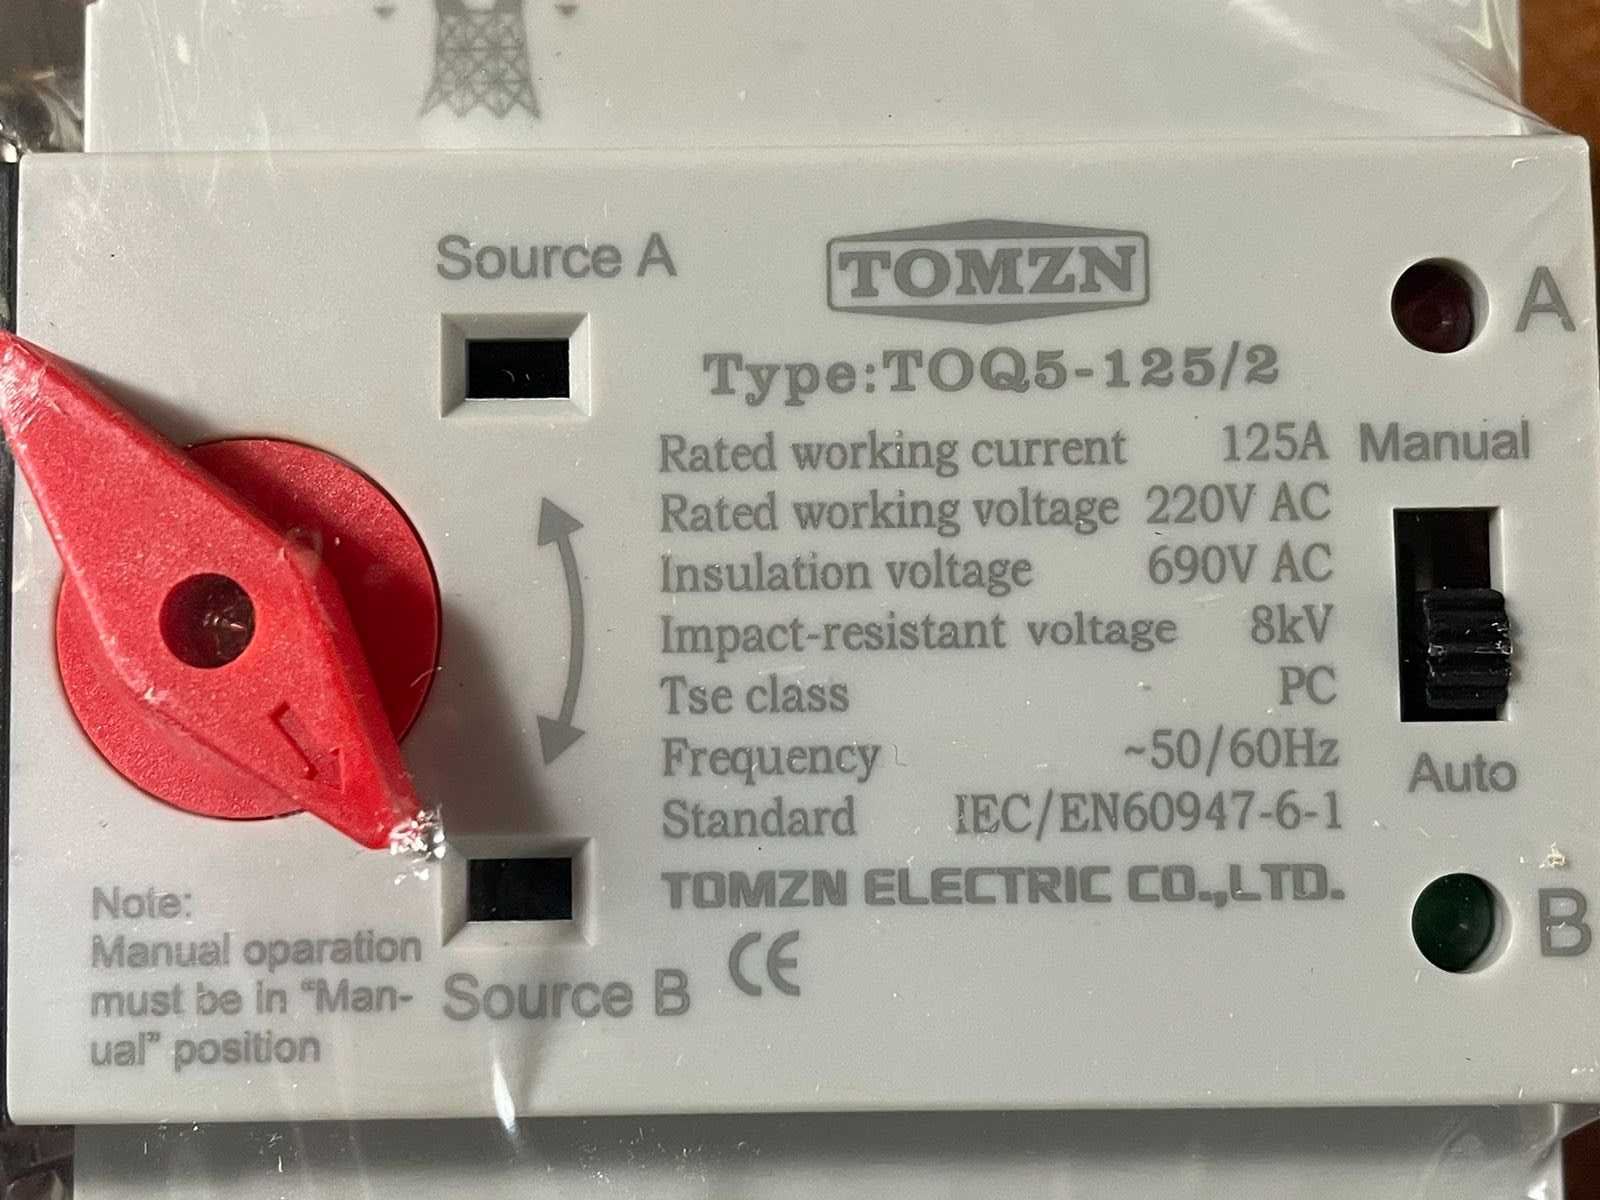 Source A
TOMZN
A
Type:TOQ5-125/2
Rated working current 125A
Manual
Rated working voltage 220V AC
Insulation voltage 690V AC
Impact-resistant voltage 8kV
Tse class PC
Frequency ~50/60Hz
Auto
Standard IEC/EN60947-6-1
TOMZN ELECTRIC CO.,LTD.
B
CE
Source B
Note:
Manual oparation
must be in "Man-
ual" position